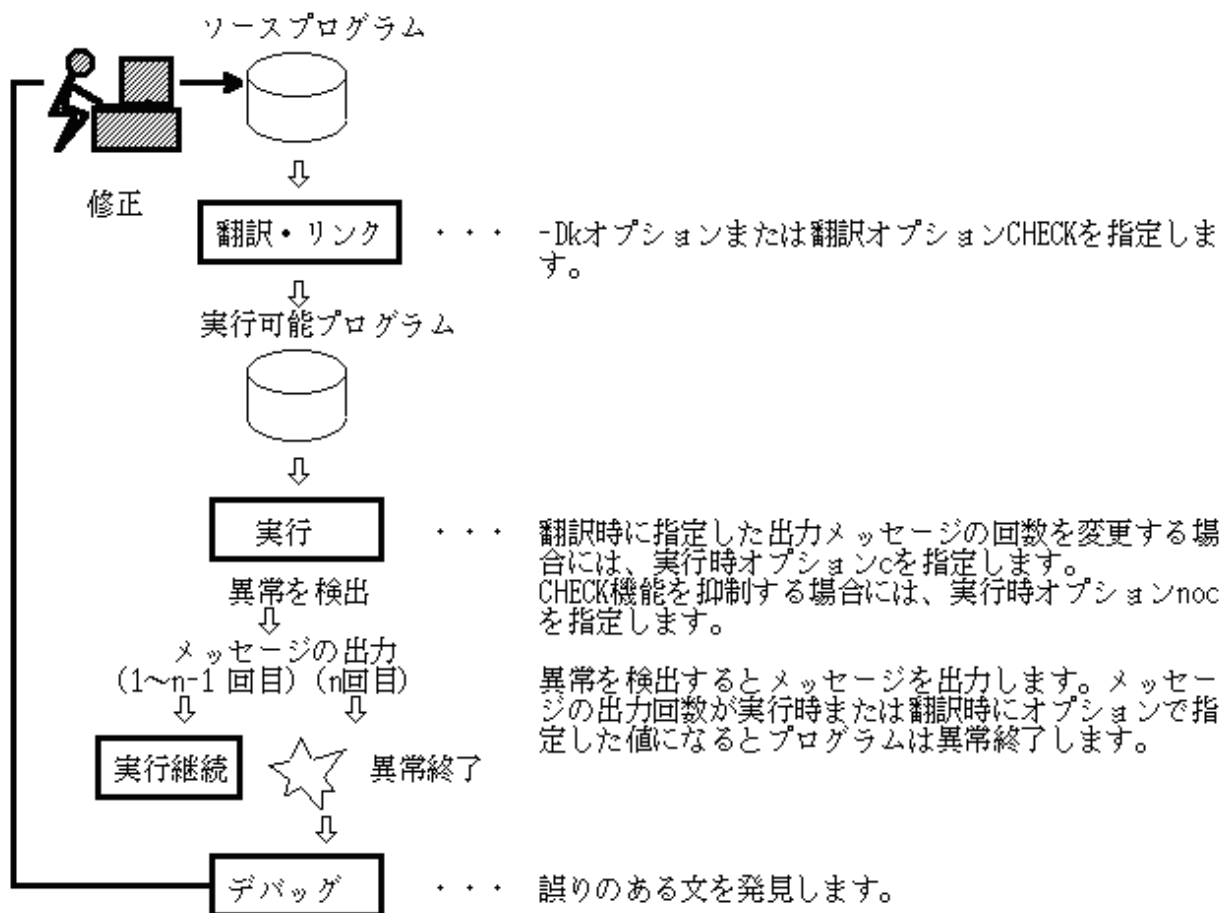 ソースプログラム
修正
翻訳・リンク ・・・ -Dkオプションまたは翻訳オプションCHECKを指定しま
す。
実行可能プログラム
実行 ・・・ 翻訳時に指定した出力メッセージの回数を変更する場
合には、実行時オプションcを指定します。
CHECK機能を抑制する場合には、実行時オプションnoc
を指定します。
異常を検出
メッセージの出力
(1～n-1 回目) (n回目)
異常を検出するとメッセージを出力します。メッセー
ジの出力回数が実行時または翻訳時にオプションで指
定した値になるとプログラムは異常終了します。
実行継続 異常終了
デバッグ ・・・ 誤りのある文を発見します。